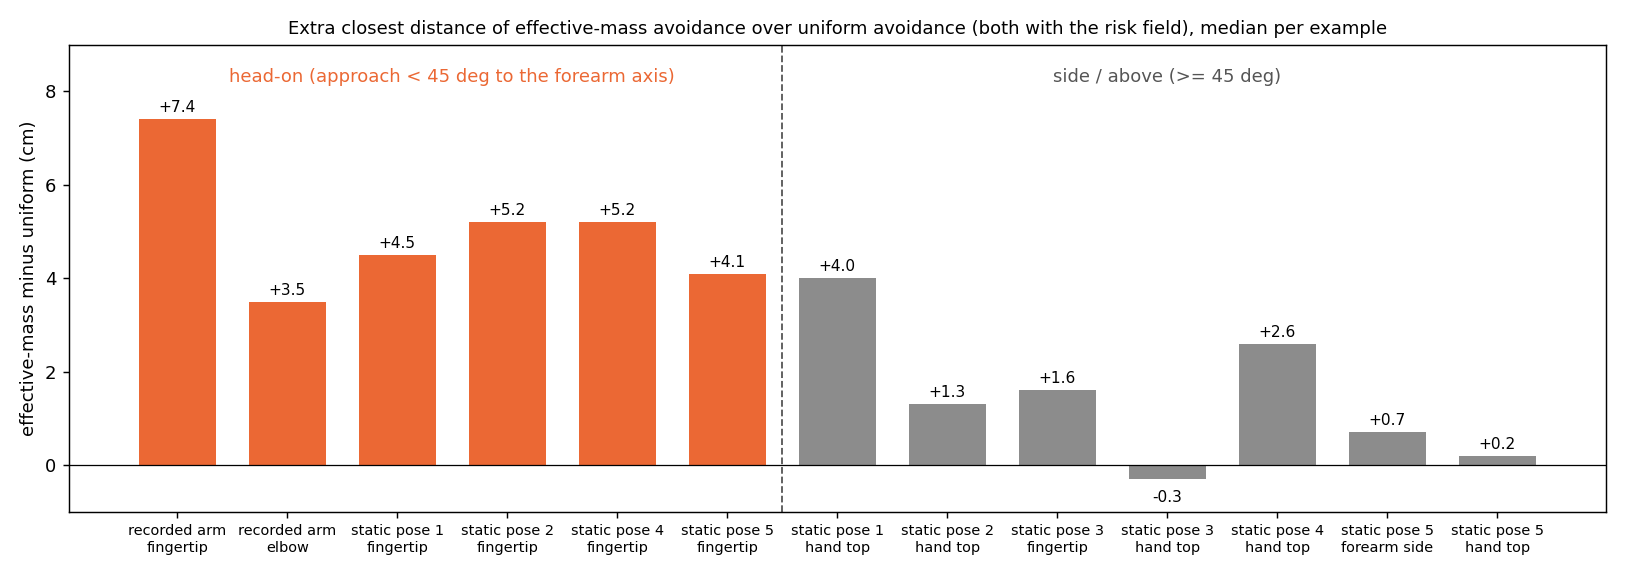 Extra closest distance of effective-mass avoidance over uniform avoidance (both with the risk field), median per example
head-on (approach < 45 deg to the forearm axis)
side / above (>= 45 deg)
effective-mass minus uniform (cm)
8
6
4
2
0
+7.4
+3.5
+4.5
+5.2
+5.2
+4.1
+4.0
+1.3
+1.6
-0.3
+2.6
+0.7
+0.2
recorded arm
fingertip
recorded arm
elbow
static pose 1
fingertip
static pose 2
fingertip
static pose 4
fingertip
static pose 5
fingertip
static pose 1
hand top
static pose 2
hand top
static pose 3
fingertip
static pose 3
hand top
static pose 4
hand top
static pose 5
forearm side
static pose 5
hand top